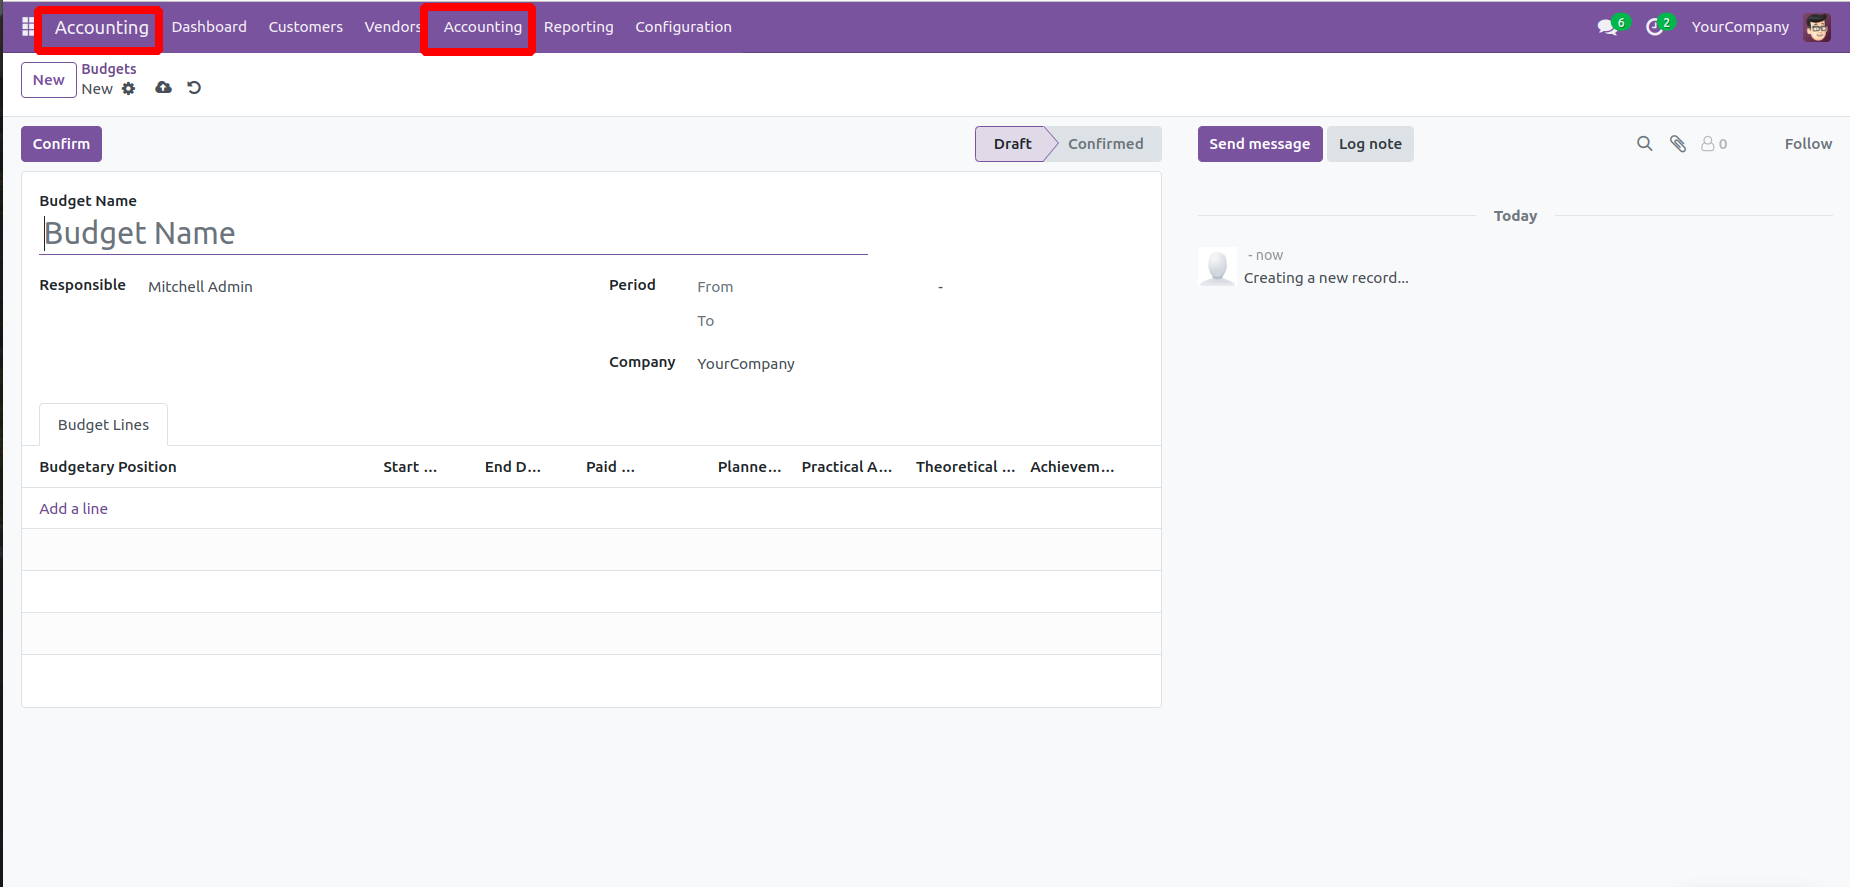 Accounting Dashboard Customers Vendors Accounting Reporting Configuration 6 2 YourCompany
New Budgets
New
Confirm Draft Confirmed Send message Log note 0 Follow
Budget Name
Budget Name
Today
- now
Creating a new record...
Responsible Mitchell Admin Period From -
To
Company YourCompany
Budget Lines
Budgetary Position Start ... End D... Paid ... Planne... Practical A... Theoretical ... Achievem...
Add a line